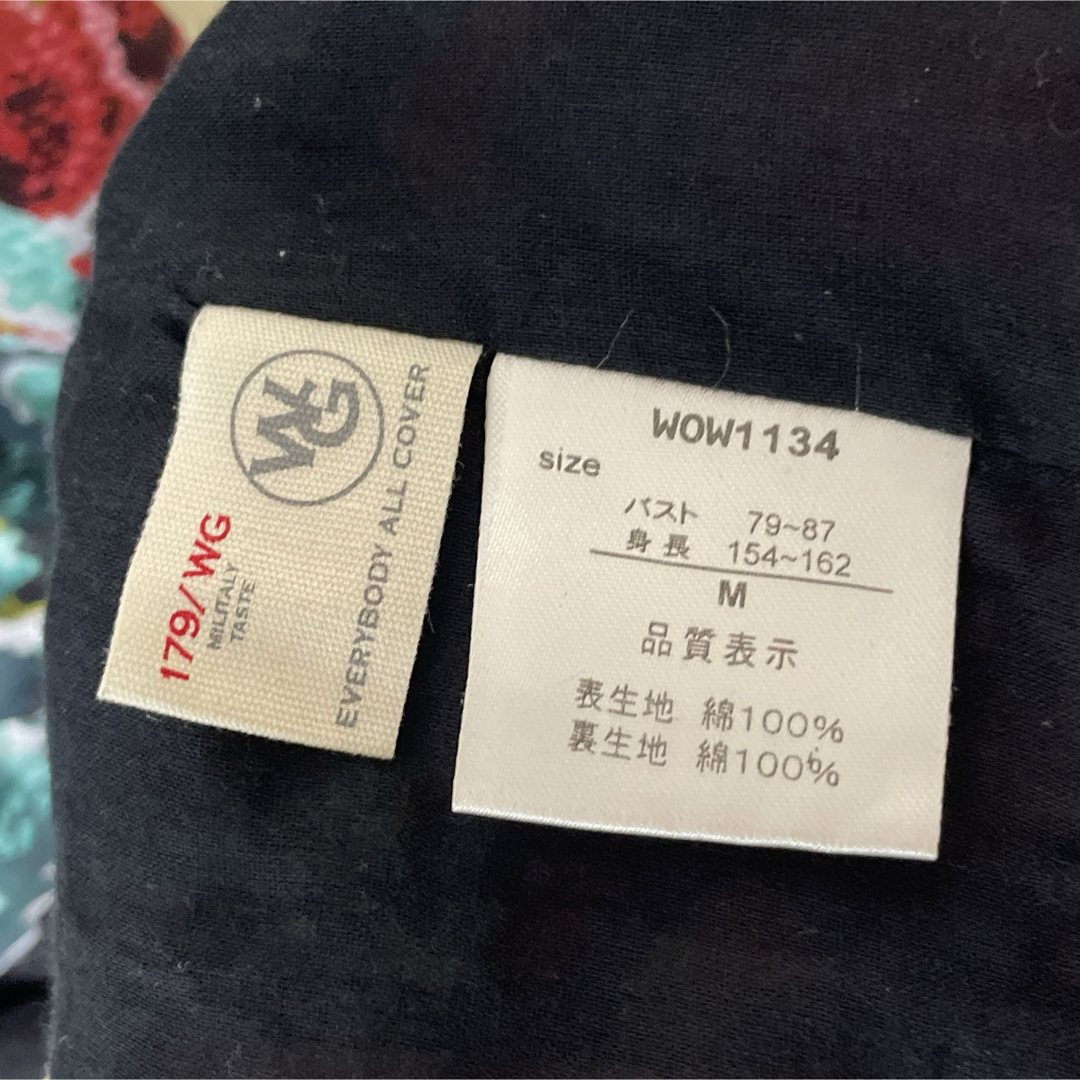 WG
179/WG
MILITALY
TASTE
EVERYBODY ALL COVER
WOW1134
size
バスト 79~87
身長 154~162
M
品質表示
表生地 綿100%
裏生地 綿100%